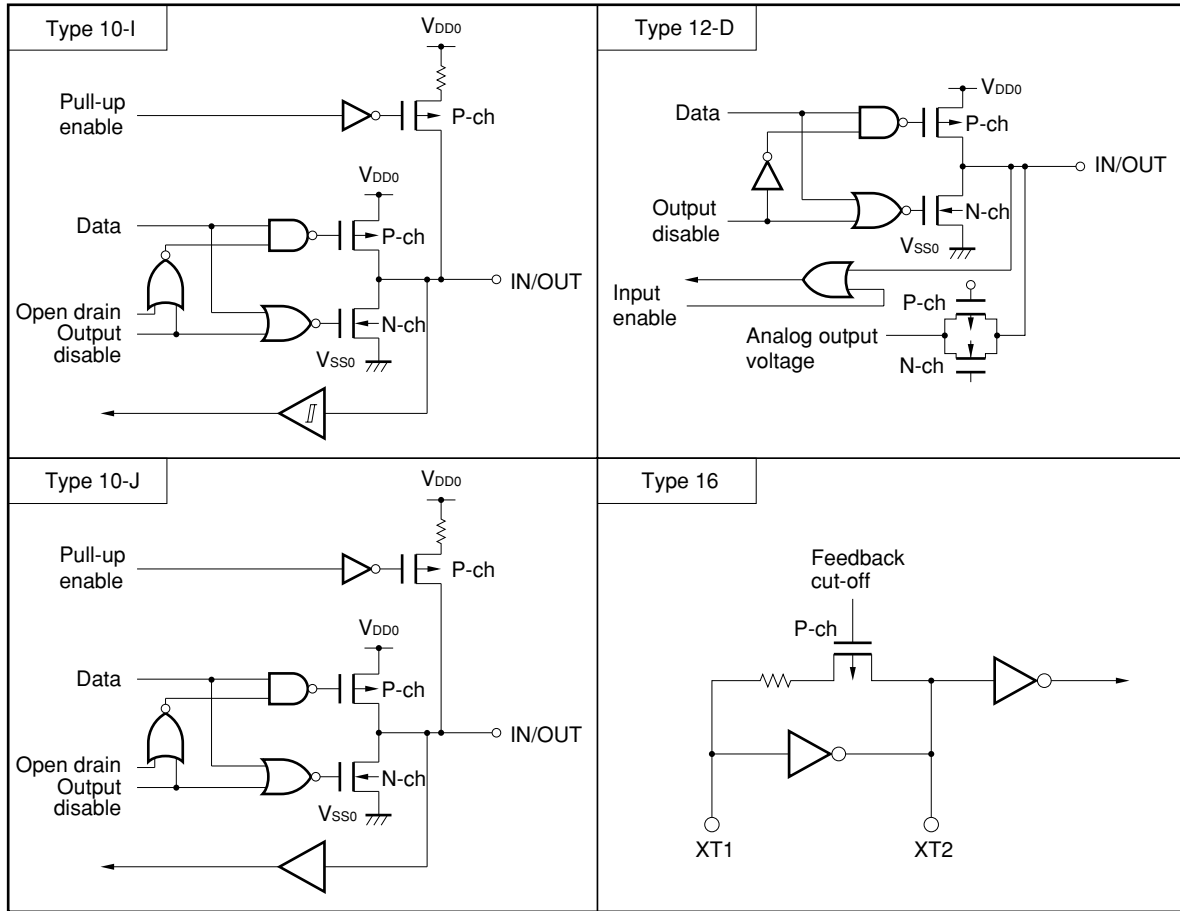 Type 10-I
VDD0
Pull-up
enable
P-ch
VDD0
Data
P-ch
IN/OUT
Open drain
Output
disable
N-ch
VSS0
Type 12-D
VDD0
Data
P-ch
IN/OUT
Output
disable
N-ch
VSS0
Input
enable
P-ch
Analog output
voltage
N-ch
Type 10-J
VDD0
Pull-up
enable
P-ch
VDD0
Data
P-ch
IN/OUT
Open drain
Output
disable
N-ch
VSS0
Type 16
Feedback
cut-off
P-ch
XT1
XT2